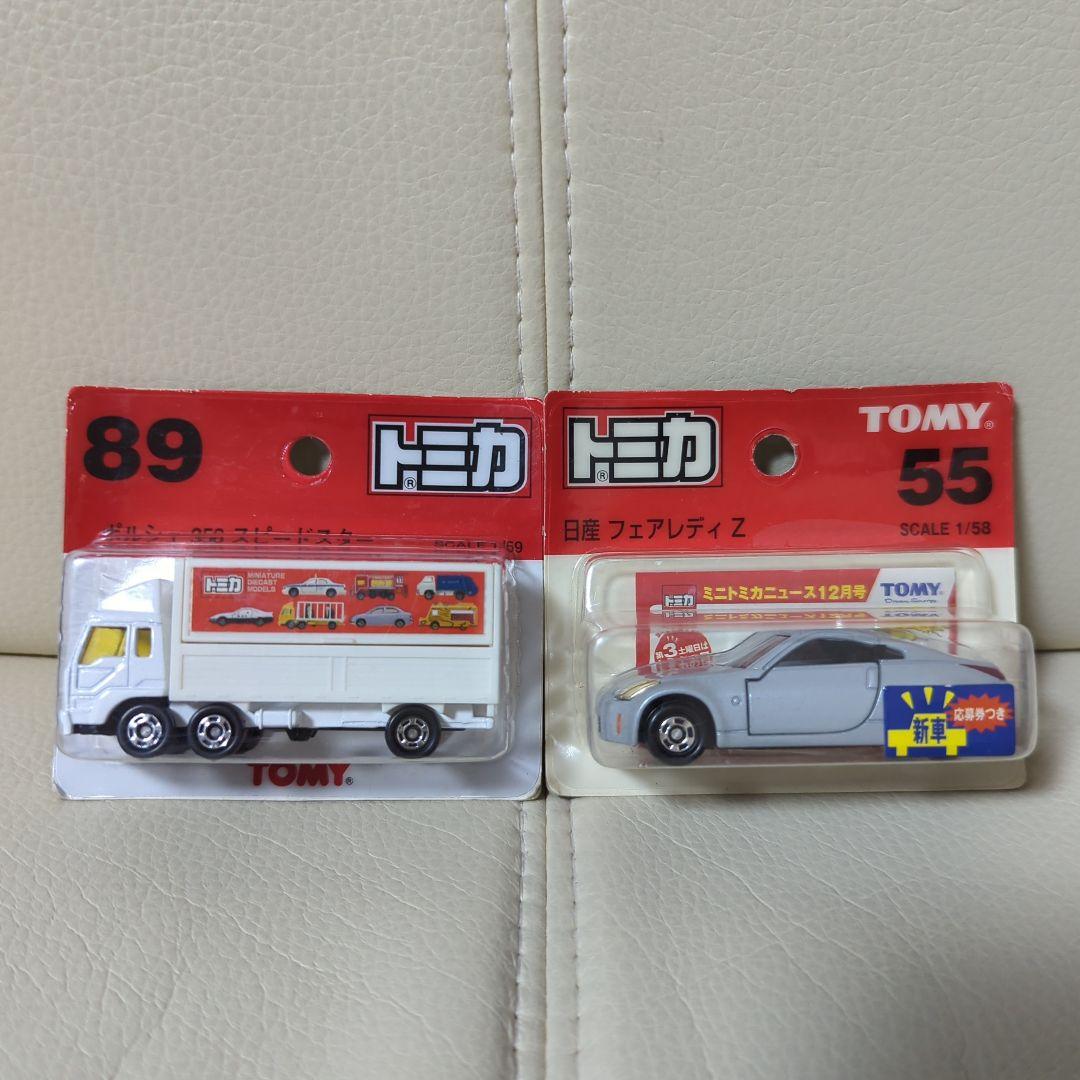 89
トミカ®
ポルシェ 356 スピードスター
SCALE 1/69
トミカ
MINIATURE
DIECAST
MODELS
TOMY®
トミカ®
TOMY®
55
日産 フェアレディ Z
SCALE 1/58
トミカ
ミニトミカニュース12月号
TOMY
Dream Energy
第3土曜日は
新車
応募券つき